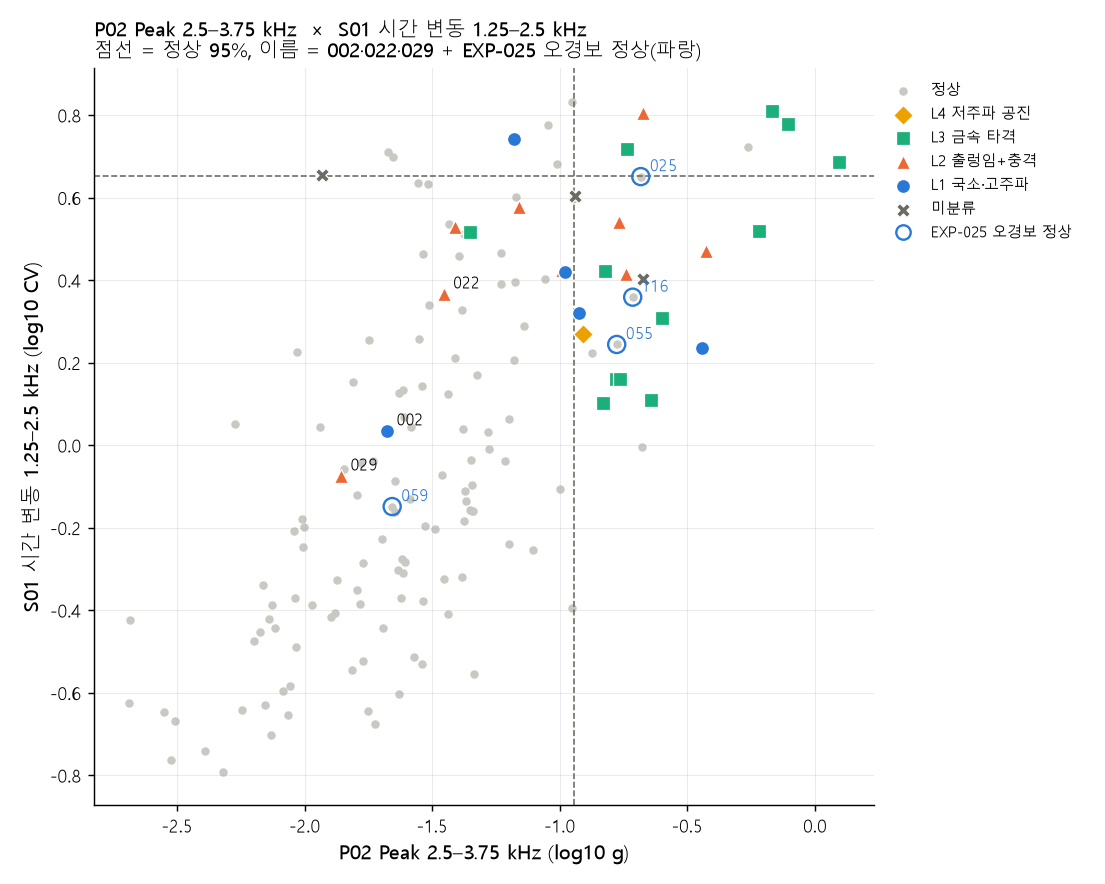 P02 Peak 2.5–3.75 kHz × S01 시간 변동 1.25–2.5 kHz
점선 = 정상 95%, 이름 = 002·022·029 + EXP-025 오경보 정상(파랑)
정상
L4 저주파 공진
L3 금속 타격
L2 출렁임+충격
L1 국소·고주파
미분류
EXP-025 오경보 정상
025
022
116
055
002
029
059
S01 시간 변동 1.25–2.5 kHz (log10 CV)
0.8
0.6
0.4
0.2
0.0
-0.2
-0.4
-0.6
-0.8
-2.5 -2.0 -1.5 -1.0 -0.5 0.0
P02 Peak 2.5–3.75 kHz (log10 g)